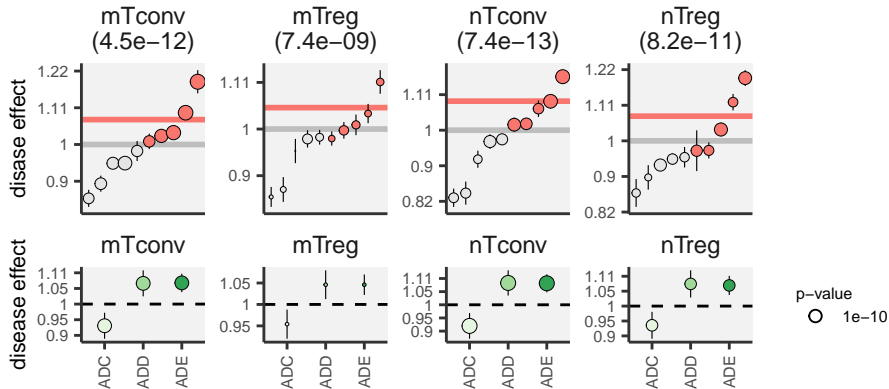 mTconv
(4.5e−12)
mTreg
(7.4e−09)
nTconv
(7.4e−13)
nTreg
(8.2e−11)
disase effect
1.22
1.11
1
0.9
1.11
1
0.9
1.11
1
0.9
0.82
1.22
1.11
1
0.9
0.82
mTconv
mTreg
nTconv
nTreg
disease effect
1.11
1.05
1
0.95
0.9
1.05
1
0.95
1.11
1.05
1
0.95
0.9
1.11
1.05
1
0.95
0.9
ADC
ADD
ADE
ADC
ADD
ADE
ADC
ADD
ADE
ADC
ADD
ADE
p−value
1e−10